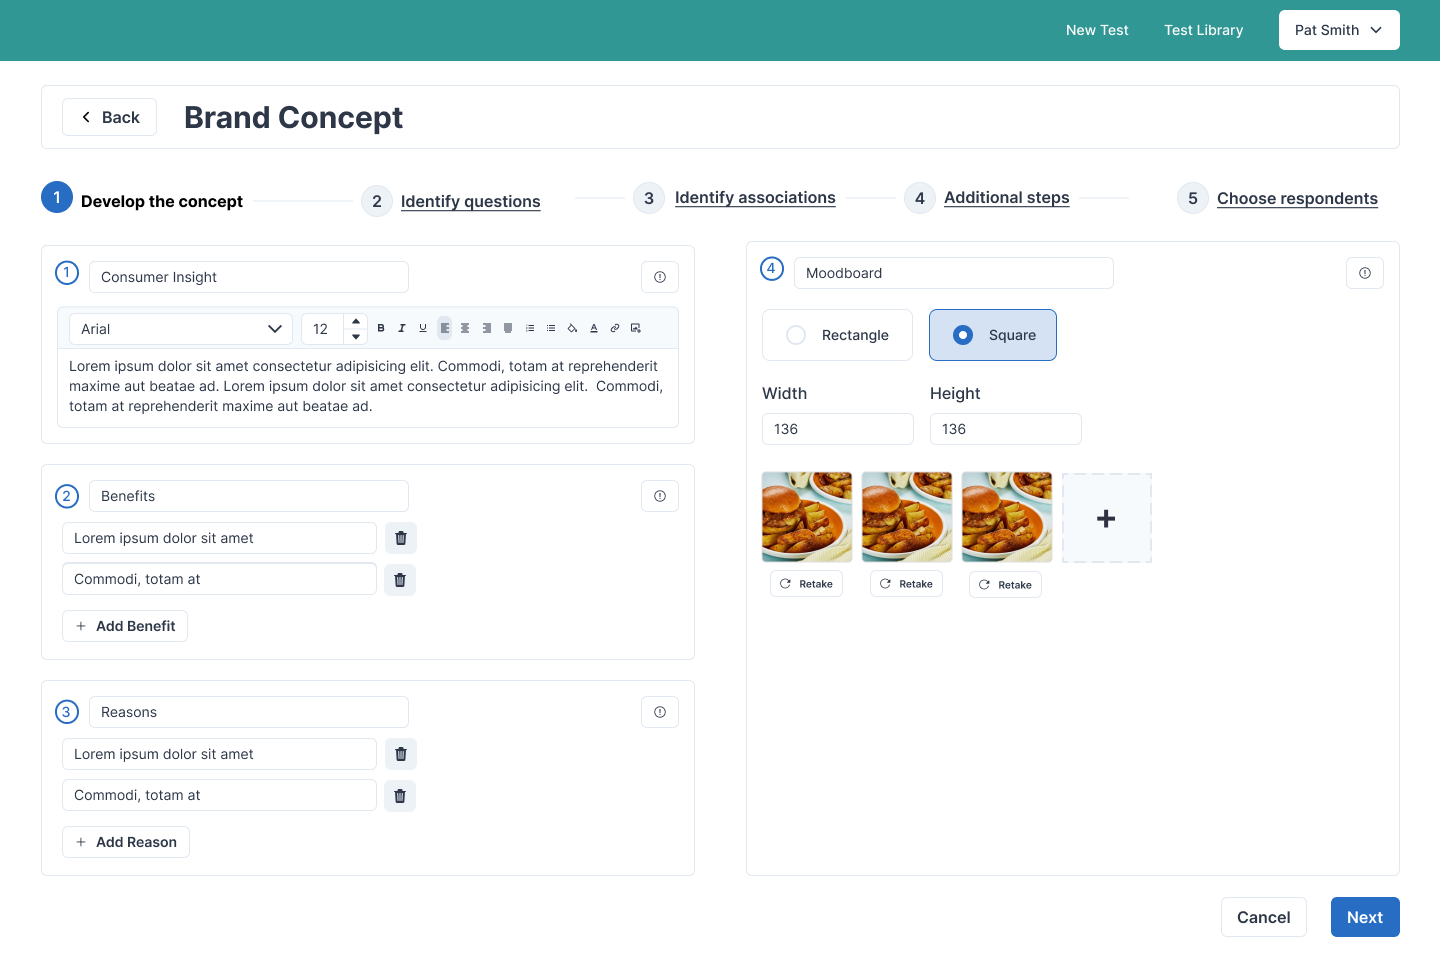 New Test
Test Library
Pat Smith
Back
Brand Concept
1 Develop the concept
2 Identify questions
3 Identify associations
4 Additional steps
5 Choose respondents
1 Consumer Insight
Arial
12
B I U
A
Lorem ipsum dolor sit amet consectetur adipisicing elit. Commodi, totam at reprehenderit
maxime aut beatae ad. Lorem ipsum dolor sit amet consectetur adipisicing elit.  Commodi,
totam at reprehenderit maxime aut beatae ad.
2 Benefits
Lorem ipsum dolor sit amet
Commodi, totam at
+ Add Benefit
3 Reasons
Lorem ipsum dolor sit amet
Commodi, totam at
+ Add Reason
4 Moodboard
Rectangle
Square
Width
Height
136
136
+
Retake
Retake
Retake
Cancel
Next